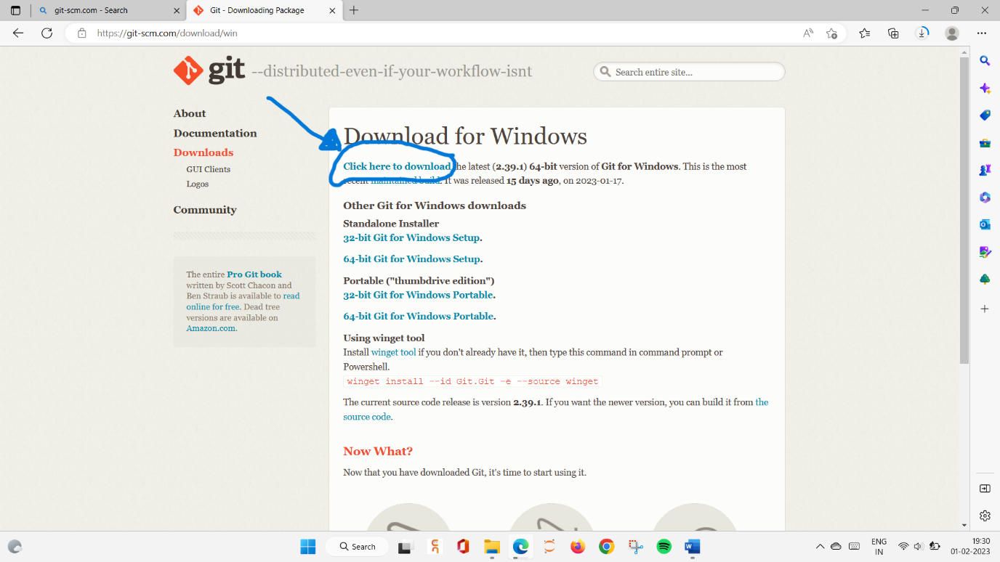 git-scm.com - Search
Git - Downloading Package
https://git-scm.com/download/win
git --distributed-even-if-your-workflow-isnt
Search entire site...
About
Documentation
Downloads
GUI Clients
Logos
Community
The entire Pro Git book
written by Scott Chacon and
Ben Straub is available to read
online for free. Dead tree
versions are available on
Amazon.com.
Download for Windows
Click here to download the latest (2.39.1) 64-bit version of Git for Windows. This is the most
recent maintained build. It was released 15 days ago, on 2023-01-17.
Other Git for Windows downloads
Standalone Installer
32-bit Git for Windows Setup.
64-bit Git for Windows Setup.
Portable ("thumbdrive edition")
32-bit Git for Windows Portable.
64-bit Git for Windows Portable.
Using winget tool
Install winget tool if you don't already have it, then type this command in command prompt or
Powershell.
winget install --id Git.Git -e --source winget
The current source code release is version 2.39.1. If you want the newer version, you can build it from the
source code.
Now What?
Now that you have downloaded Git, it's time to start using it.
Search
ENG
IN
19:30
01-02-2023